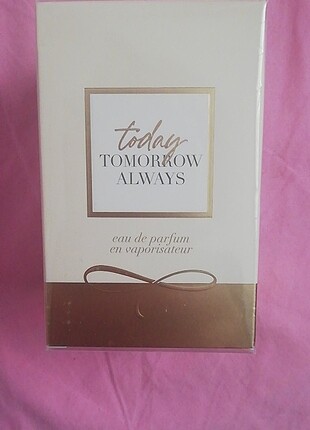 today
TOMORROW
ALWAYS
eau de parfum
en vaporisateur